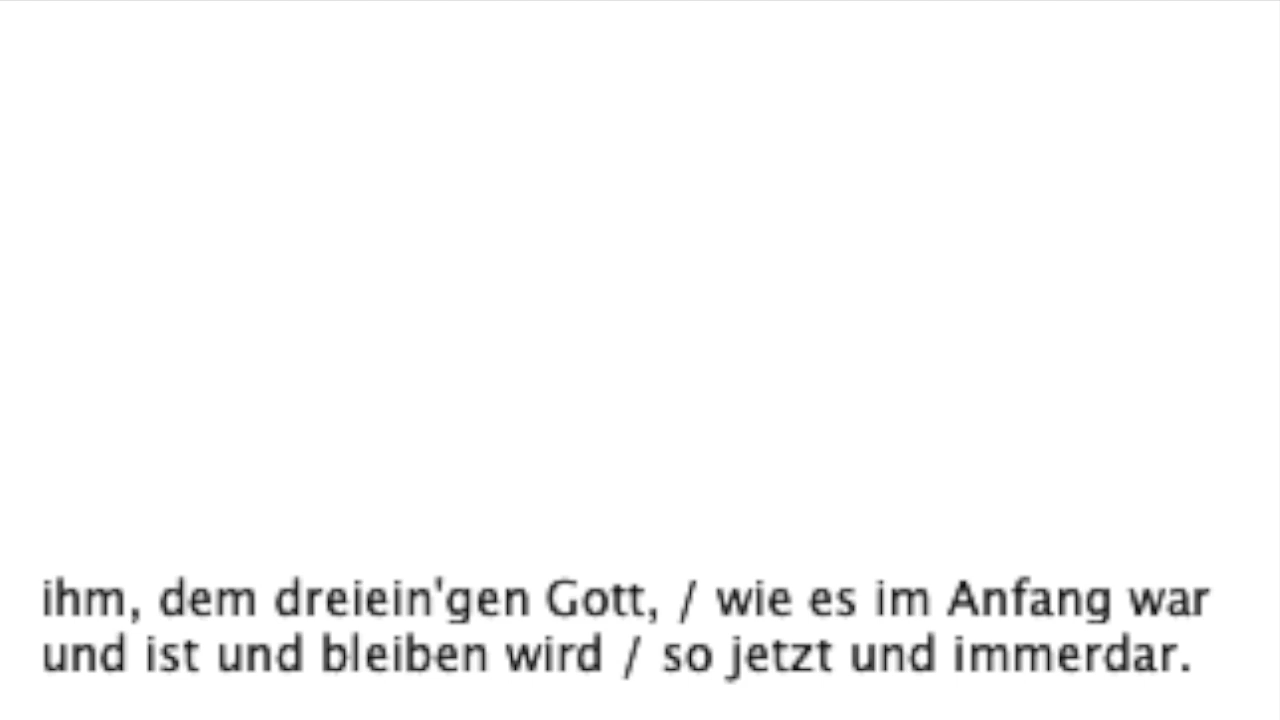 ihm, dem dreiein'gen Gott, / wie es im Anfang war
und ist und bleiben wird / so jetzt und immerdar.